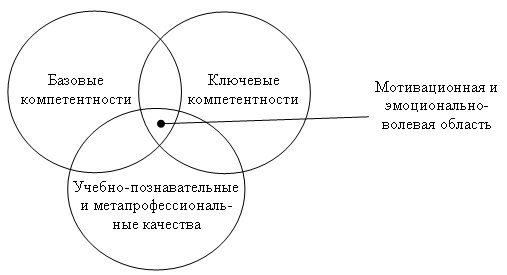 Базовые
компетентности
Ключевые
компетентности
Мотивационная и
эмоционально-
волевая область
Учебно-познавательные
и метапрофессиональ-
ные качества